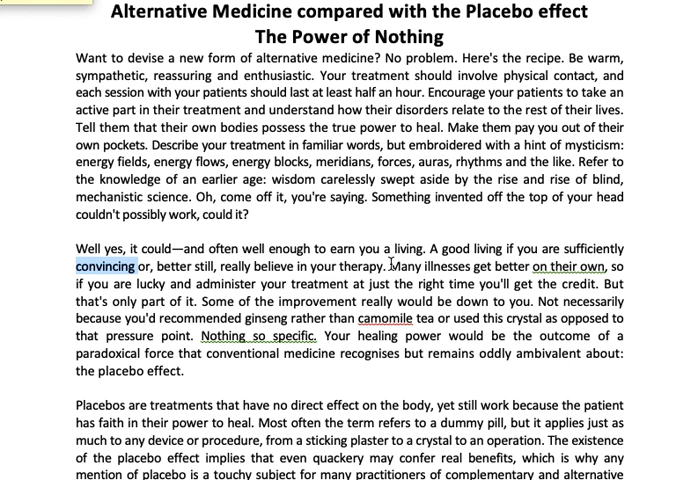 Alternative Medicine compared with the Placebo effect
The Power of Nothing
Want to devise a new form of alternative medicine? No problem. Here's the recipe. Be warm,
sympathetic, reassuring and enthusiastic. Your treatment should involve physical contact, and
each session with your patients should last at least half an hour. Encourage your patients to take an
active part in their treatment and understand how their disorders relate to the rest of their lives.
Tell them that their own bodies possess the true power to heal. Make them pay you out of their
own pockets. Describe your treatment in familiar words, but embroidered with a hint of mysticism:
energy fields, energy flows, energy blocks, meridians, forces, auras, rhythms and the like. Refer to
the knowledge of an earlier age: wisdom carelessly swept aside by the rise and rise of blind,
mechanistic science. Oh, come off it, you're saying. Something invented off the top of your head
couldn't possibly work, could it?
Well yes, it could—and often well enough to earn you a living. A good living if you are sufficiently
convincing or, better still, really believe in your therapy. Many illnesses get better on their own, so
if you are lucky and administer your treatment at just the right time you'll get the credit. But
that's only part of it. Some of the improvement really would be down to you. Not necessarily
because you'd recommended ginseng rather than camomile tea or used this crystal as opposed to
that pressure point. Nothing so specific. Your healing power would be the outcome of a
paradoxical force that conventional medicine recognises but remains oddly ambivalent about:
the placebo effect.
Placebos are treatments that have no direct effect on the body, yet still work because the patient
has faith in their power to heal. Most often the term refers to a dummy pill, but it applies just as
much to any device or procedure, from a sticking plaster to a crystal to an operation. The existence
of the placebo effect implies that even quackery may confer real benefits, which is why any
mention of placebo is a touchy subject for many practitioners of complementary and alternative